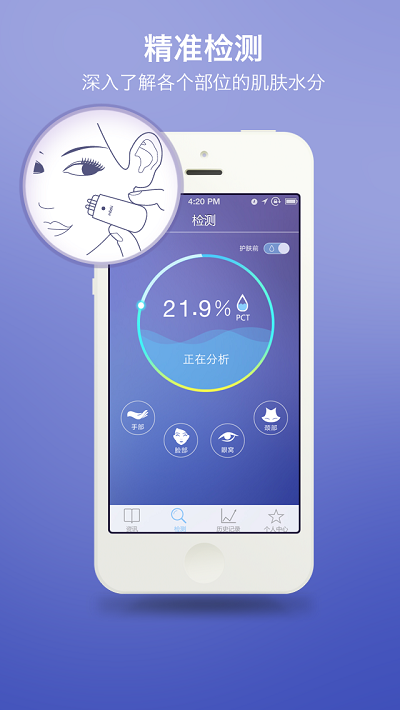 精准检测
深入了解各个部位的肌肤水分
4:20 PM
检测
护肤前
21.9%
PCT
正在分析
手部
脸部
眼窝
颈部
资讯
检测
历史记录
个人中心